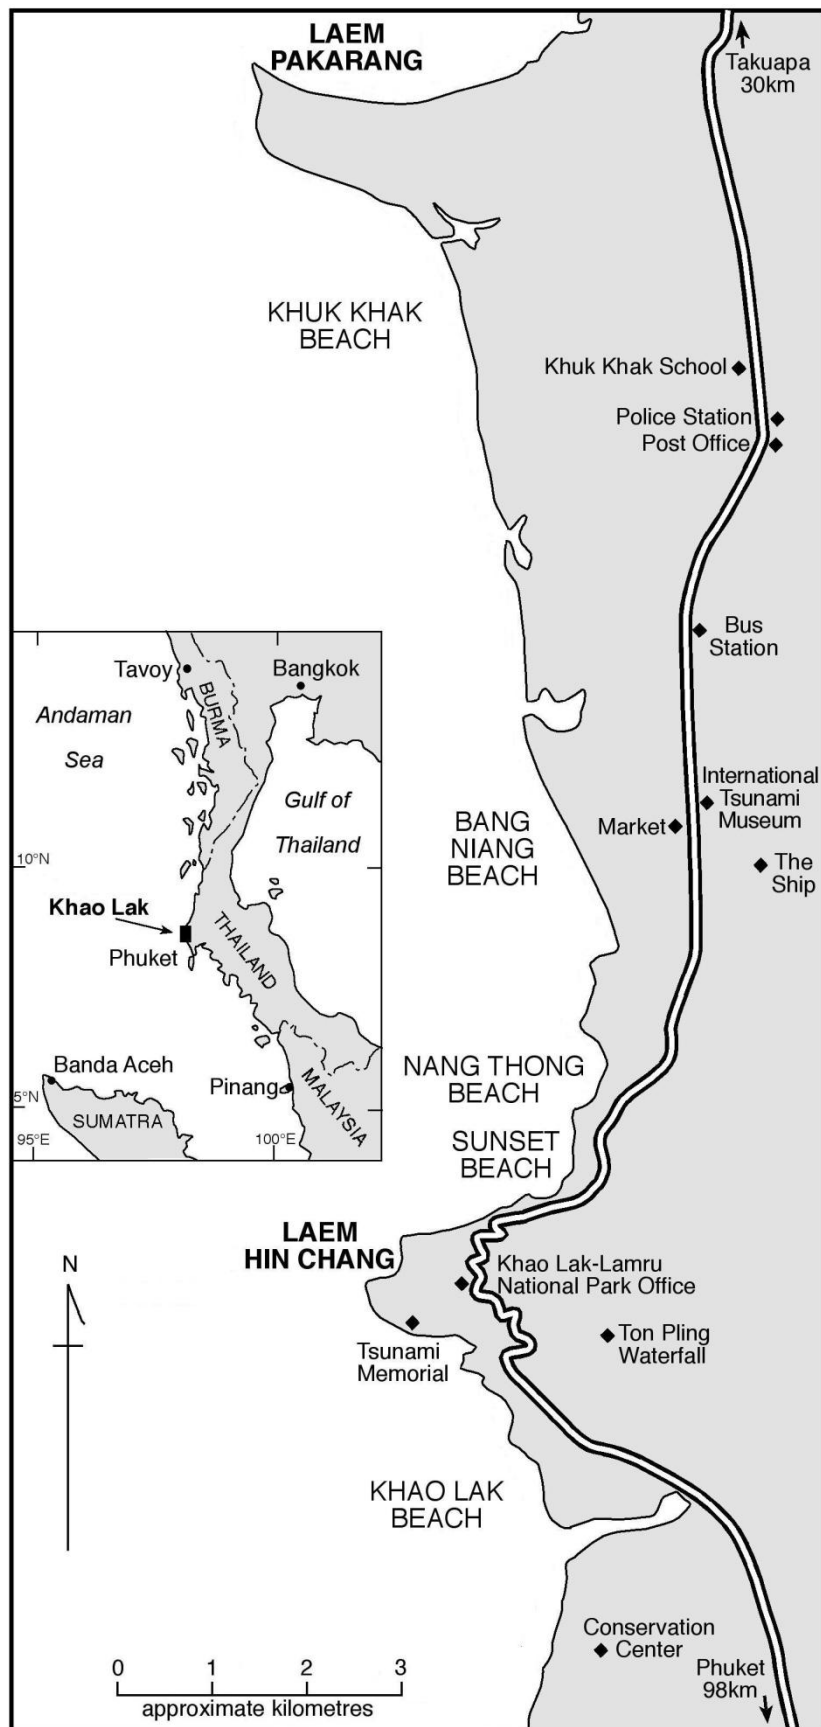 LAEM
PAKARANG
Takuapa
30km
KHUK KHAK
BEACH
Khuk Khak School
Police Station
Post Office
Bus
Station
International
Tsunami
Museum
Market
BANG
NIANG
BEACH
The
Ship
Tavoy
Bangkok
BURMA
Andaman
Sea
Gulf of
Thailand
10°N
Khao Lak
Phuket
THAILAND
Banda Aceh
Pinang
MALAYSIA
5°N
SUMATRA
95°E
100°E
NANG THONG
BEACH
SUNSET
BEACH
LAEM
HIN CHANG
N
Khao Lak-Lamru
National Park Office
Tsunami
Memorial
Ton Pling
Waterfall
KHAO LAK
BEACH
Conservation
Center
Phuket
98km
0 1 2 3
approximate kilometres